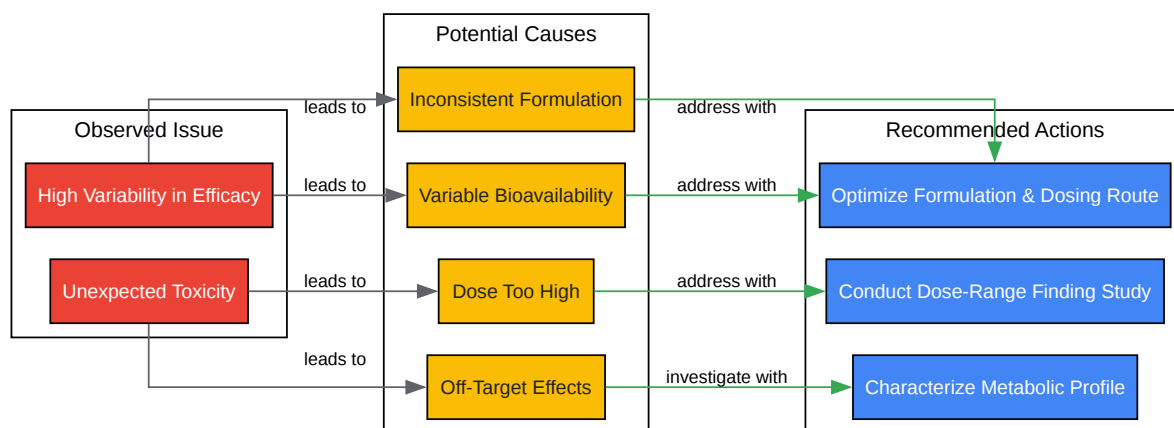 Potential Causes
Inconsistent Formulation
leads to
address with
Observed Issue
Recommended Actions
High Variability in Efficacy
leads to
Variable Bioavailability
address with
Optimize Formulation & Dosing Route
Unexpected Toxicity
leads to
Dose Too High
address with
Conduct Dose-Range Finding Study
leads to
Off-Target Effects
investigate with
Characterize Metabolic Profile